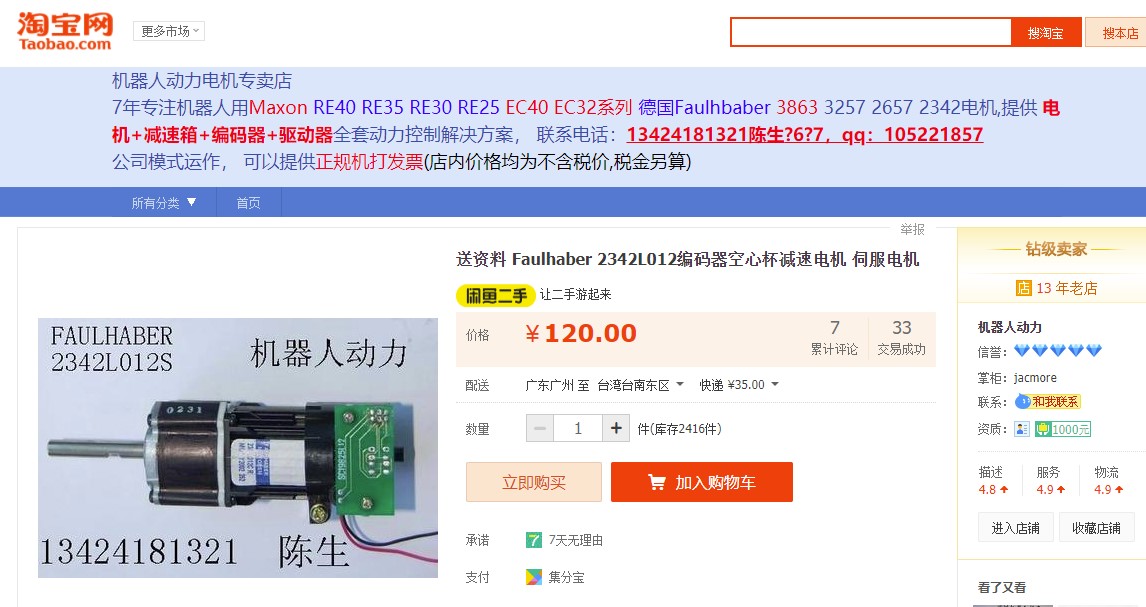 淘宝网
Taobao.com
更多市场
搜淘宝
搜本店
机器人动力电机专卖店
7年专注机器人用Maxon RE40 RE35 RE30 RE25 EC40 EC32系列 德国Faulhbaber 3863 3257 2657 2342电机,提供 电
机+减速箱+编码器+驱动器全套动力控制解决方案， 联系电话：13424181321陈生?6?7，qq：105221857
公司模式运作， 可以提供正规机打发票(店内价格均为不含税价,税金另算)
所有分类 ▼
首页
举报
送资料 Faulhaber 2342L012编码器空心杯减速电机 伺服电机
闲鱼二手 让二手游起来
价格 ¥120.00
7
累计评论
33
交易成功
配送 广东广州 至 台湾台南东区 快递 ¥35.00
数量 − 1 + 件(库存2416件)
立即购买
加入购物车
承诺 7 7天无理由
支付 集分宝
FAULHABER
2342L012S
机器人动力
0231
13424181321 陈生
钻级卖家
店 13 年老店
机器人动力
信誉：
掌柜：jacmore
联系：和我联系
资质：1000元
描述 服务 物流
4.8 4.9 4.9
进入店铺 收藏店铺
看了又看